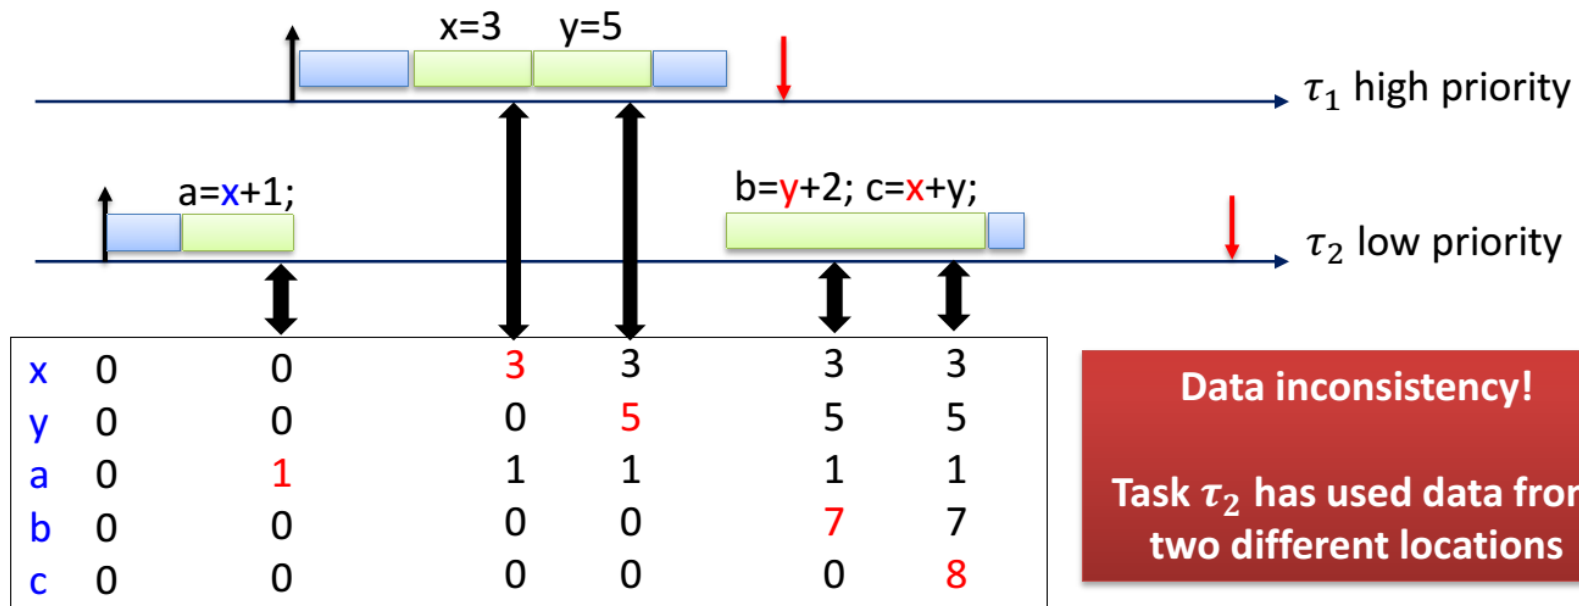 x=3 y=5
τ₁ high priority
a=x+1; b=y+2; c=x+y;
τ₂ low priority
x 0 0 3 3 3 3
y 0 0 0 5 5 5
a 0 1 1 1 1 1
b 0 0 0 0 7 7
c 0 0 0 0 0 8
Data inconsistency!
Task τ₂ has used data from
two different locations